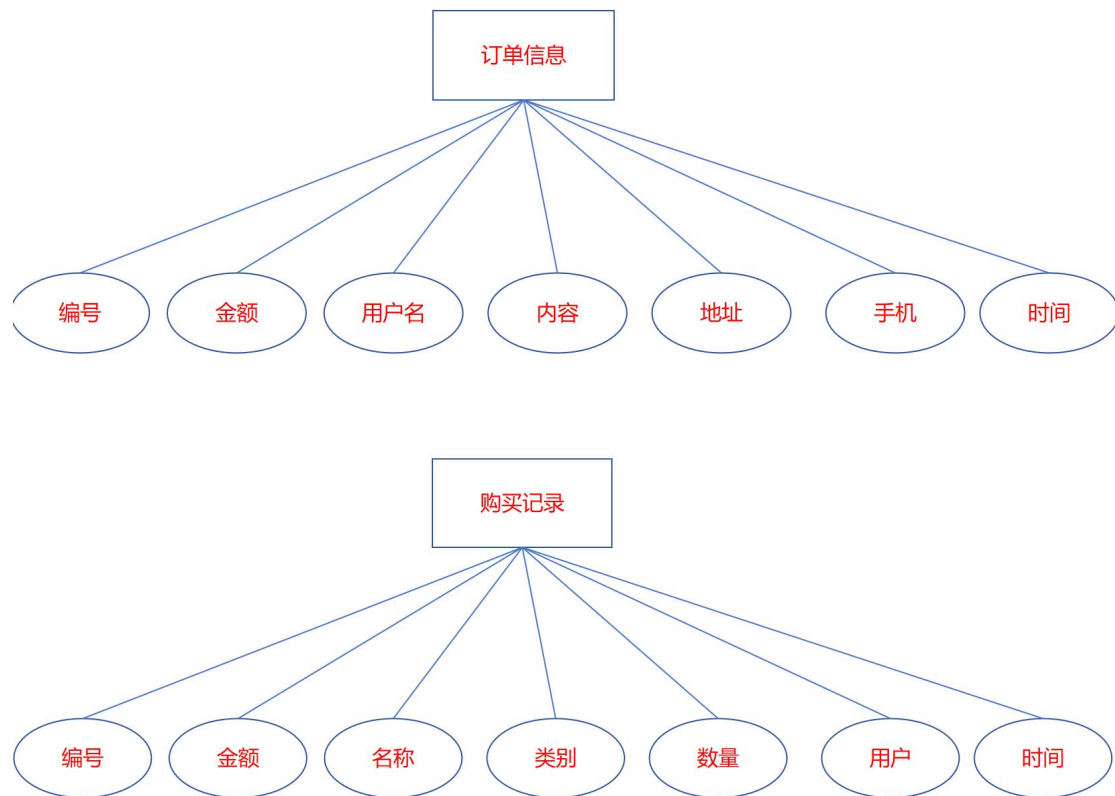 订单信息
编号 金额 用户名 内容 地址 手机 时间
购买记录
编号 金额 名称 类别 数量 用户 时间